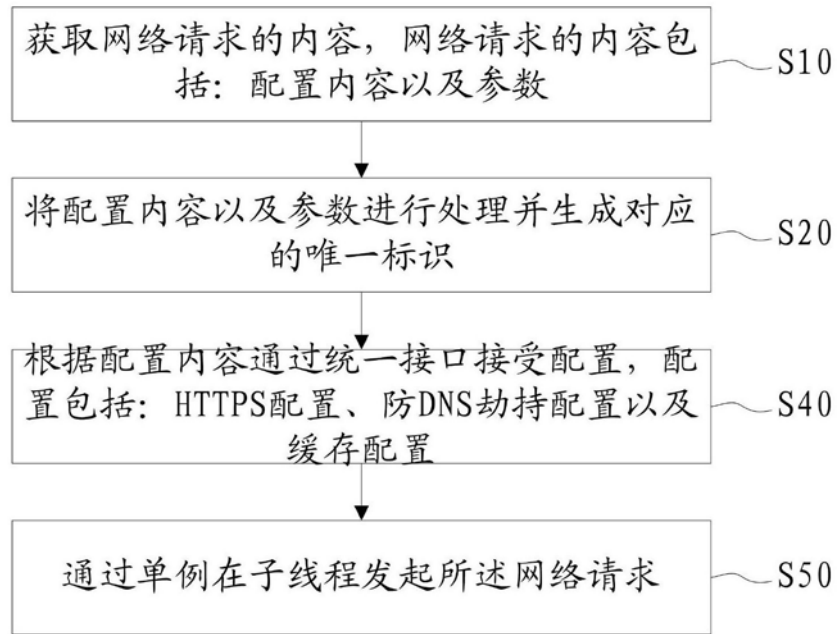 获取网络请求的内容，网络请求的内容包
括：配置内容以及参数
S10
将配置内容以及参数进行处理并生成对应
的唯一标识
S20
根据配置内容通过统一接口接受配置，配
置包括：HTTPS配置、防DNS劫持配置以及
缓存配置
S40
通过单例在子线程发起所述网络请求
S50